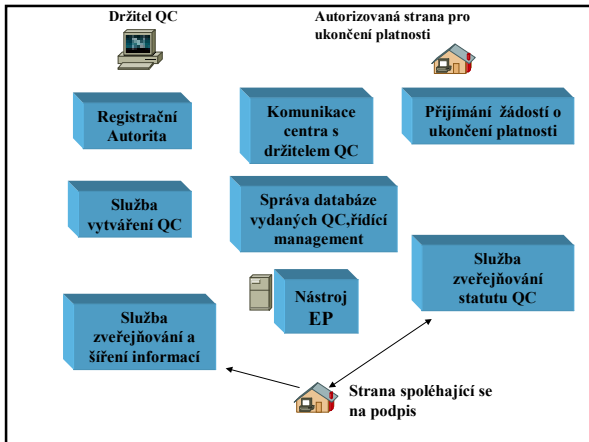 Držitel QC
Autorizovaná strana pro
ukončení platnosti
Registrační
Autorita
Komunikace
centra s
držitelem QC
Přijímání žádostí o
ukončení platnosti
Služba
vytváření QC
Správa databáze
vydaných QC,řídící
management
Služba
zveřejňování
statutu QC
Nástroj
EP
Služba
zveřejňování a
šíření informací
Strana spoléhající se
na podpis